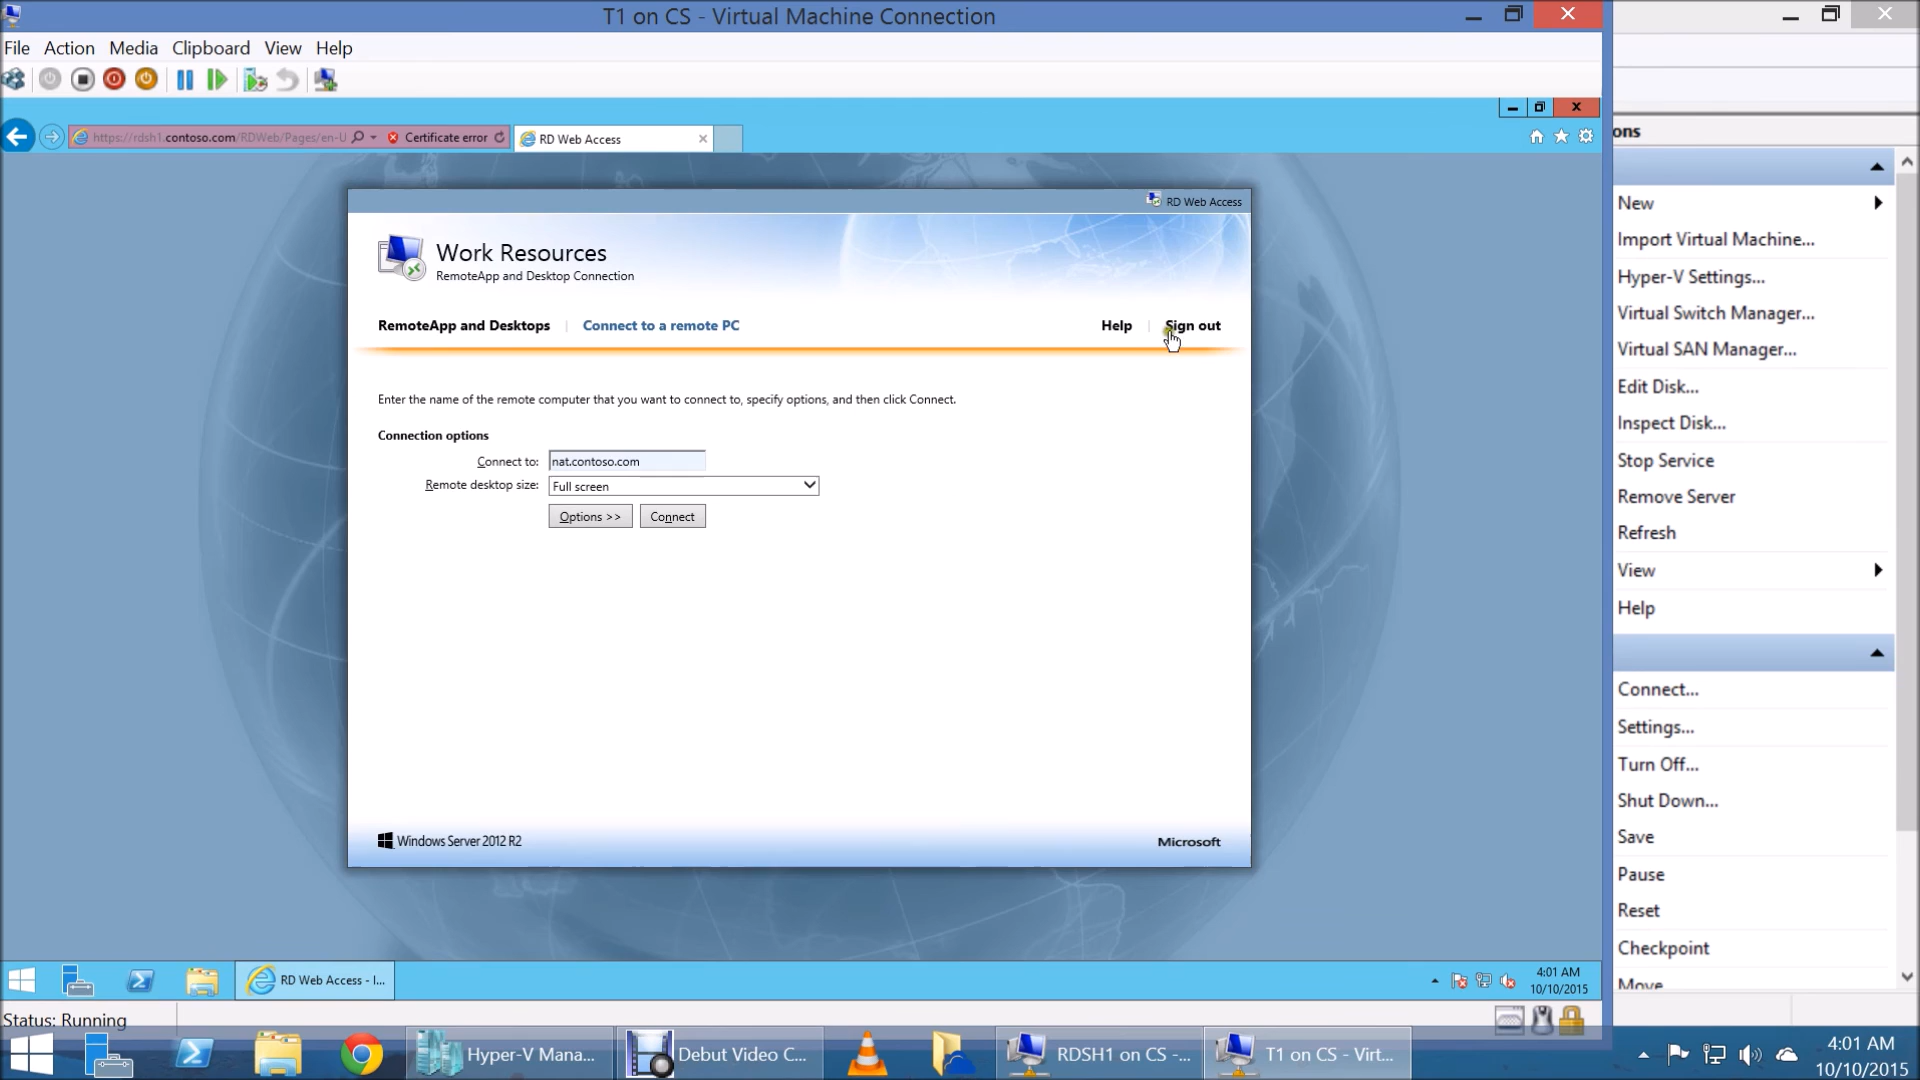 T1 on CS - Virtual Machine Connection
File Action Media Clipboard View Help
https://rdsh1.contoso.com/RDWeb/Pages/en-U
Certificate error
RD Web Access
RD Web Access
Work Resources
RemoteApp and Desktop Connection
RemoteApp and Desktops
Connect to a remote PC
Help
Sign out
Enter the name of the remote computer that you want to connect to, specify options, and then click Connect.
Connection options
Connect to: nat.contoso.com
Remote desktop size: Full screen
Options >>
Connect
Windows Server 2012 R2
Microsoft
RD Web Access - I...
4:01 AM
10/10/2015
Status: Running
ons
New
Import Virtual Machine...
Hyper-V Settings...
Virtual Switch Manager...
Virtual SAN Manager...
Edit Disk...
Inspect Disk...
Stop Service
Remove Server
Refresh
View
Help
Connect...
Settings...
Turn Off...
Shut Down...
Save
Pause
Reset
Checkpoint
Move
Hyper-V Mana...
Debut Video C...
RDSH1 on CS -...
T1 on CS - Virt...
4:01 AM
10/10/2015